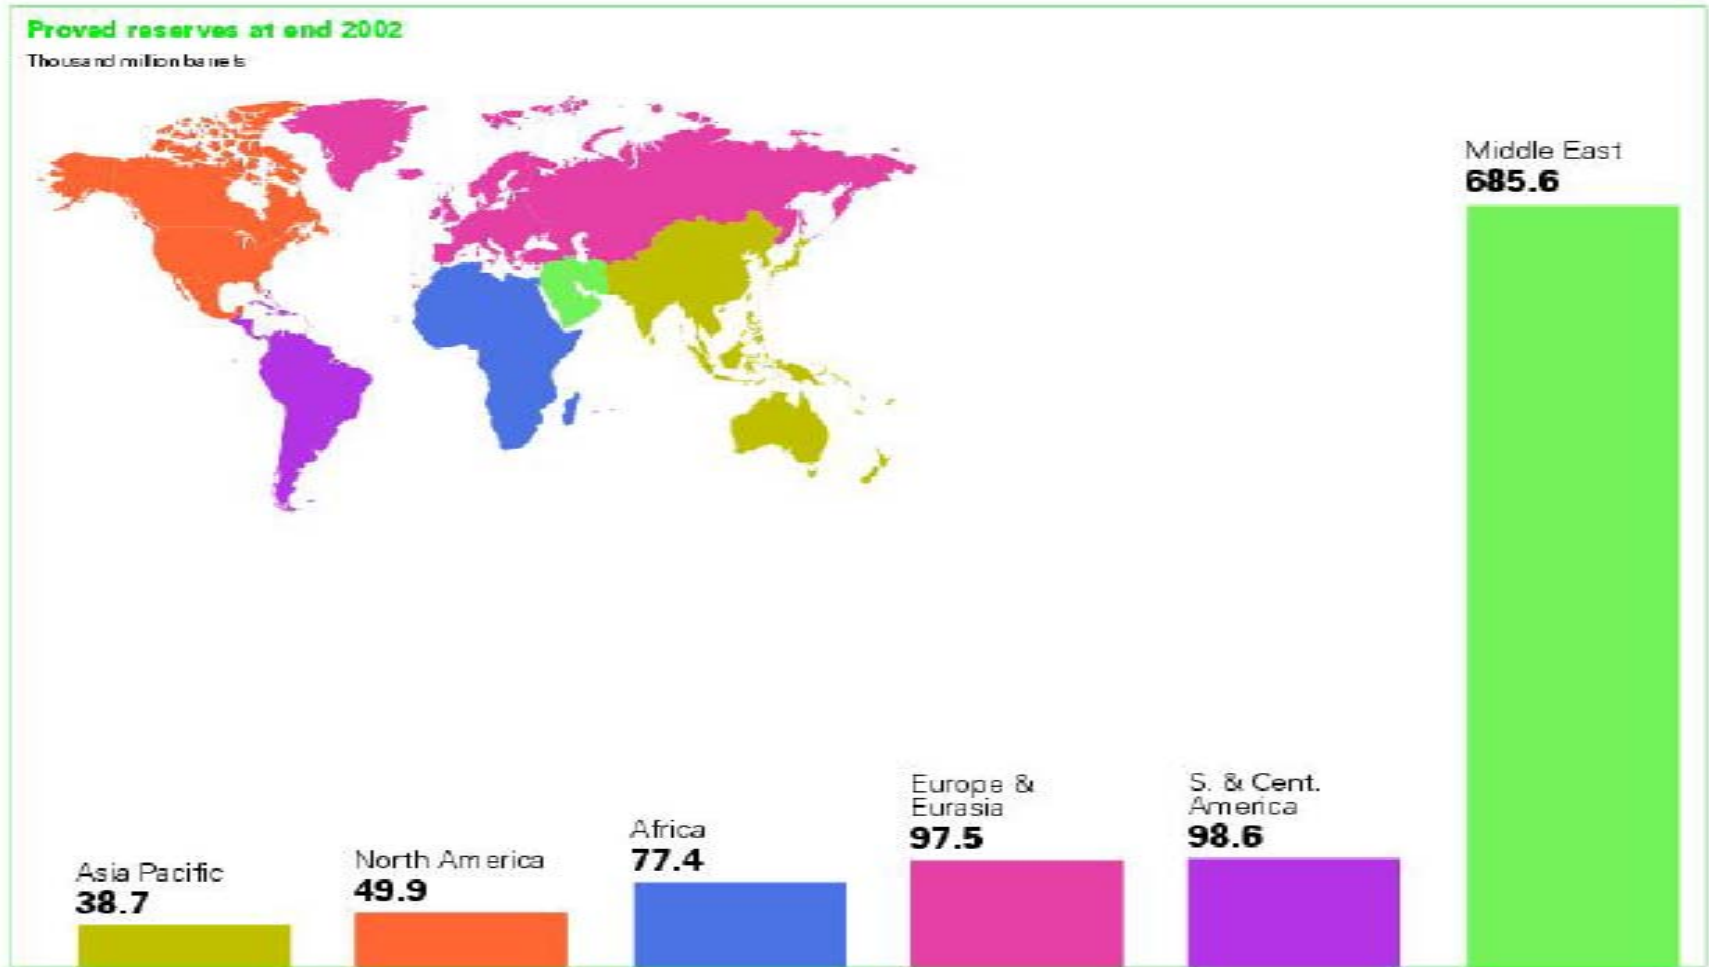 Proved reserves at end 2002
Thousand million barrels
Middle East
685.6
Europe &
Eurasia
97.5
S. & Cent.
America
98.6
Africa
77.4
North America
49.9
Asia Pacific
38.7